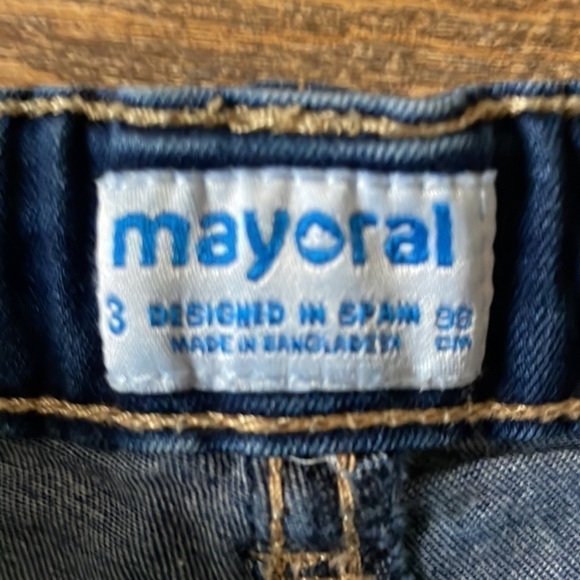 mayoral
3 DESIGNED IN SPAIN 98
MADE IN BANGLADESH CM